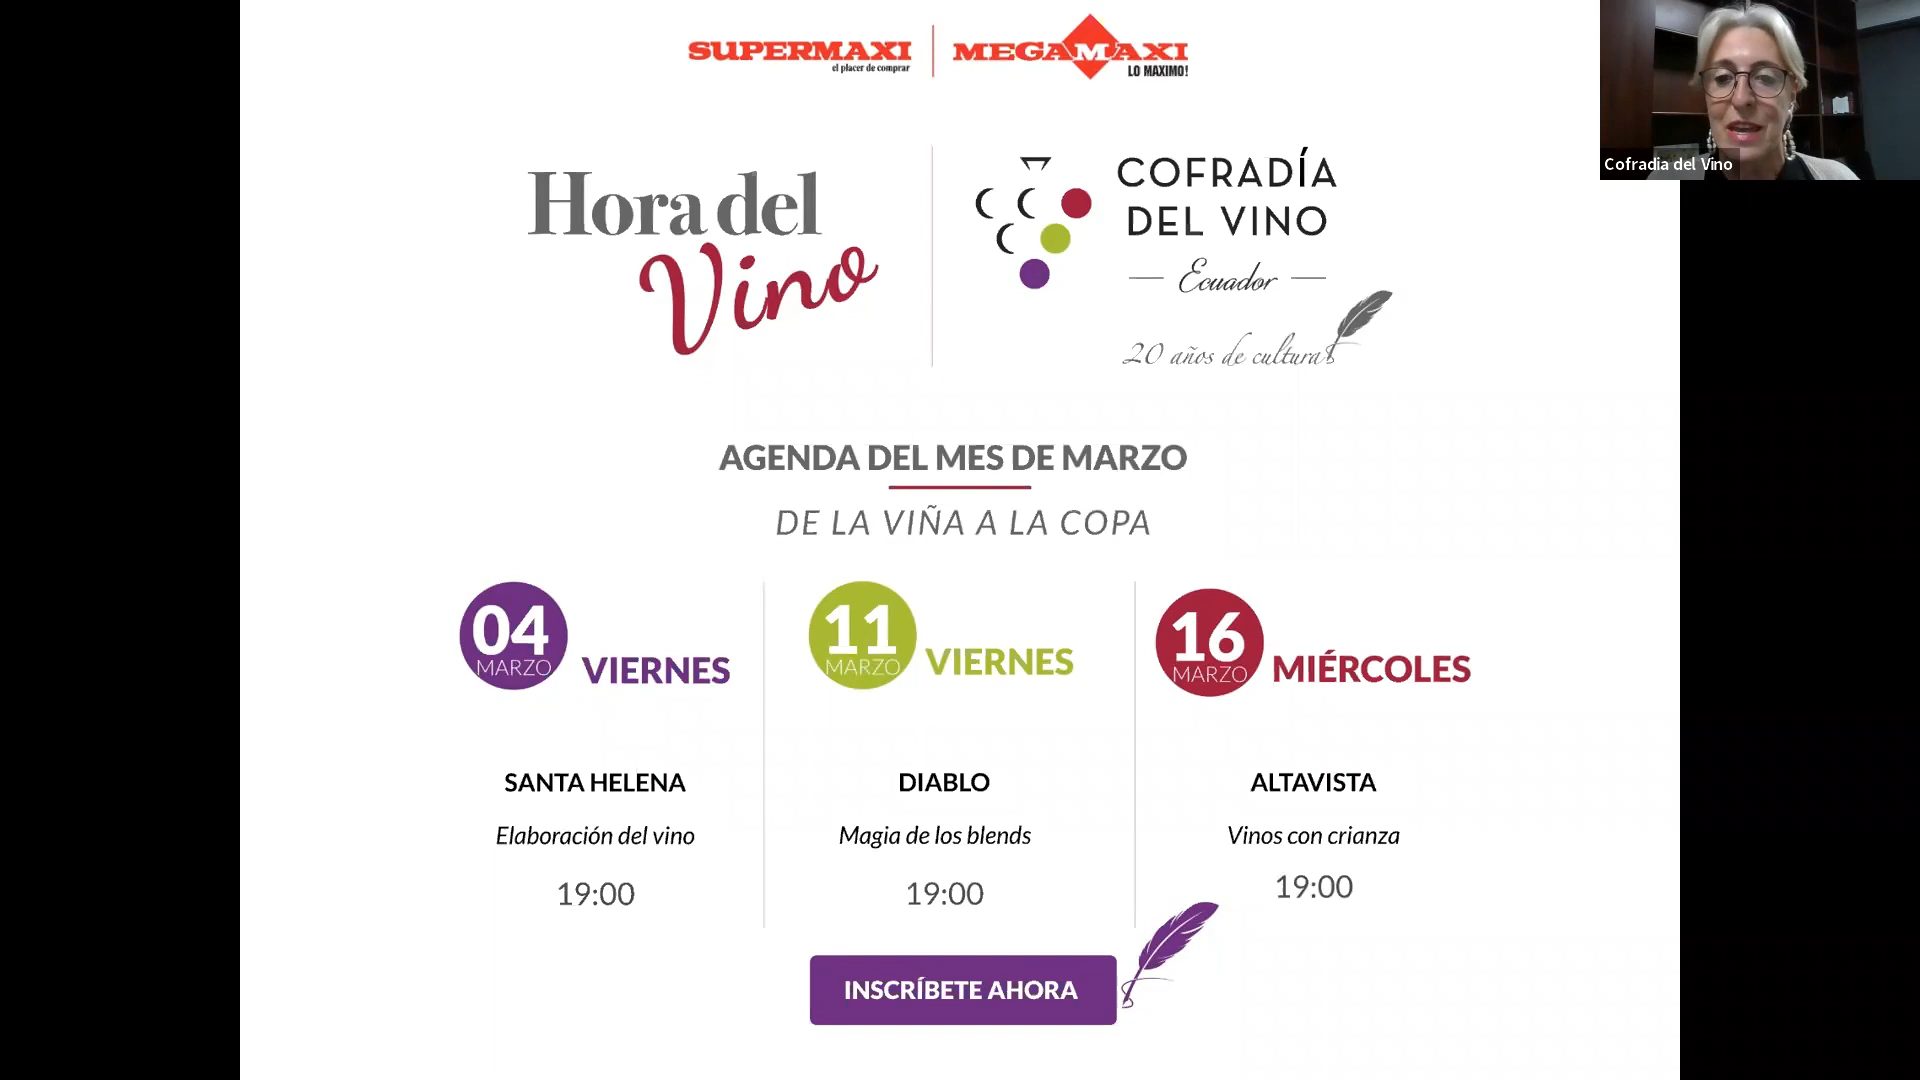 SUPERMAXI
el placer de comprar
MEGAMAXI
LO MAXIMO!
Cofradia del Vino
Hora del
Vino
COFRADÍA
DEL VINO
Ecuador
20 años de cultura
AGENDA DEL MES DE MARZO
DE LA VIÑA A LA COPA
04
MARZO
VIERNES
SANTA HELENA
Elaboración del vino
19:00
11
MARZO
VIERNES
DIABLO
Magia de los blends
19:00
16
MARZO
MIÉRCOLES
ALTAVISTA
Vinos con crianza
19:00
INSCRÍBETE AHORA